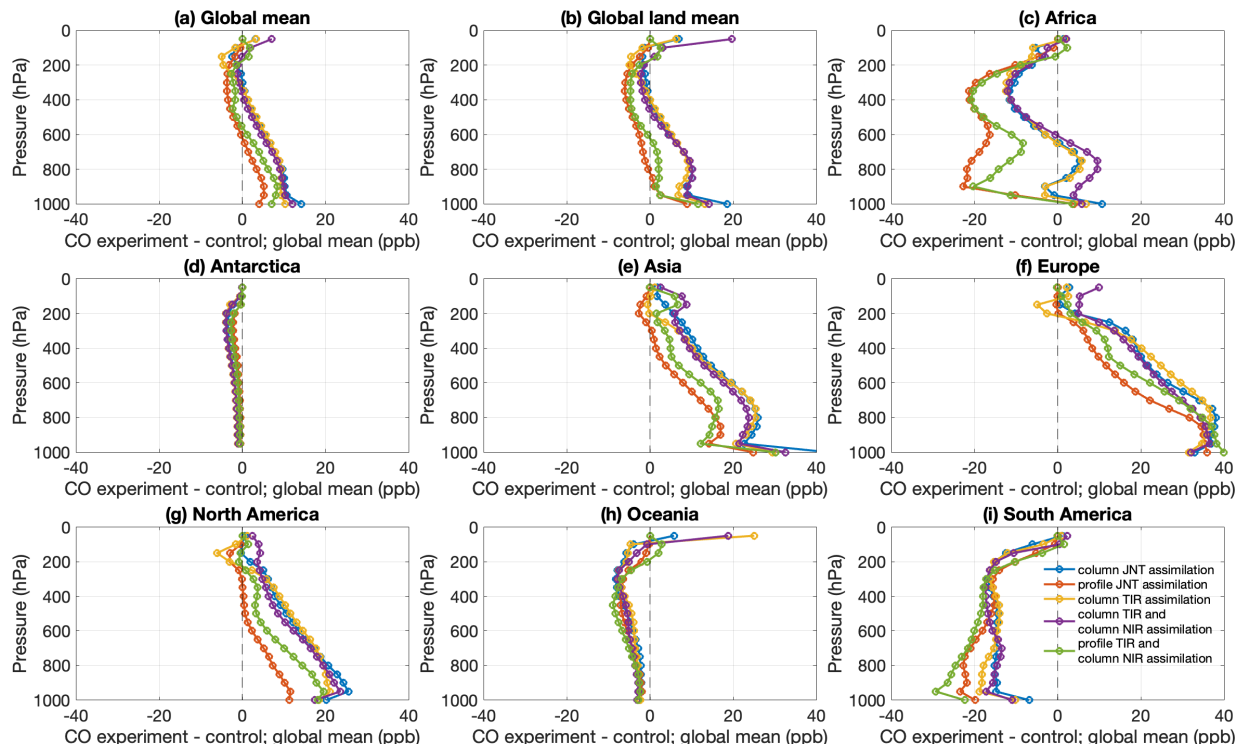 (a) Global mean
(b) Global land mean
(c) Africa
0
200
400
600
800
1000
Pressure (hPa)
-40 -20 0 20 40
CO experiment - control; global mean (ppb)
0
200
400
600
800
1000
Pressure (hPa)
-40 -20 0 20 40
CO experiment - control; global mean (ppb)
0
200
400
600
800
1000
Pressure (hPa)
-40 -20 0 20 40
CO experiment - control; global mean (ppb)
(d) Antarctica
(e) Asia
(f) Europe
0
200
400
600
800
1000
Pressure (hPa)
-40 -20 0 20 40
CO experiment - control; global mean (ppb)
0
200
400
600
800
1000
Pressure (hPa)
-40 -20 0 20 40
CO experiment - control; global mean (ppb)
0
200
400
600
800
1000
Pressure (hPa)
-40 -20 0 20 40
CO experiment - control; global mean (ppb)
(g) North America
(h) Oceania
(i) South America
0
200
400
600
800
1000
Pressure (hPa)
-40 -20 0 20 40
CO experiment - control; global mean (ppb)
0
200
400
600
800
1000
Pressure (hPa)
-40 -20 0 20 40
CO experiment - control; global mean (ppb)
0
200
400
600
800
1000
Pressure (hPa)
column JNT assimilation
profile JNT assimilation
column TIR assimilation
column TIR and
column NIR assimilation
profile TIR and
column NIR assimilation
-40 -20 0 20 40
CO experiment - control; global mean (ppb)